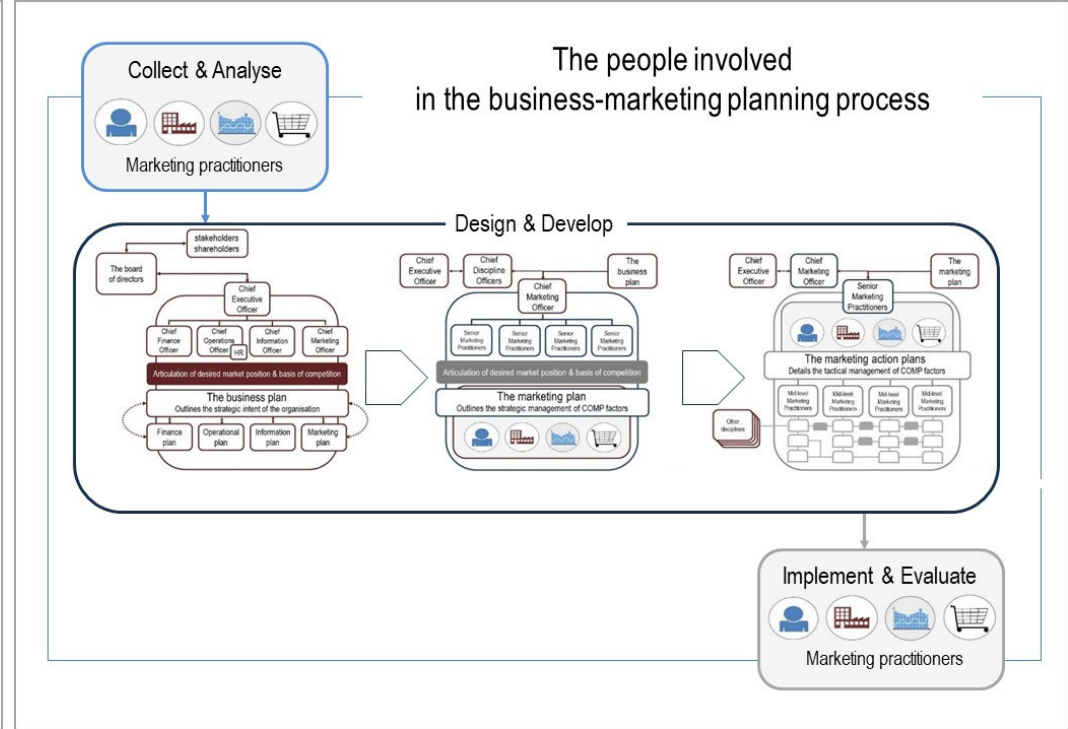 The people involved
in the business-marketing planning process
Collect & Analyse
Marketing practitioners
Design & Develop
stakeholders
shareholders
The board
of directors
Chief
Executive
Officer
Chief
Finance
Officer
Chief
Operations
Officer
HR
Chief
Information
Officer
Chief
Marketing
Officer
Articulation of desired market position & basis of competition
The business plan
Outlines the strategic intent of the organisation
Finance
plan
Operational
plan
Information
plan
Marketing
plan
Chief
Executive
Officer
Chief
Discipline
Officers
The
business
plan
Chief
Marketing
Officer
Senior
Marketing
Practitioners
Senior
Marketing
Practitioners
Senior
Marketing
Practitioners
Senior
Marketing
Practitioners
Articulation of desired market position & basis of competition
The marketing plan
Outlines the strategic management of COMP factors
Chief
Executive
Officer
Chief
Marketing
Officer
The
marketing
plan
Senior
Marketing
Practitioners
The marketing action plans
Details the tactical management of COMP factors
Mid-level
Marketing
Practitioners
Mid-level
Marketing
Practitioners
Mid-level
Marketing
Practitioners
Mid-level
Marketing
Practitioners
Other
disciplines
Implement & Evaluate
Marketing practitioners